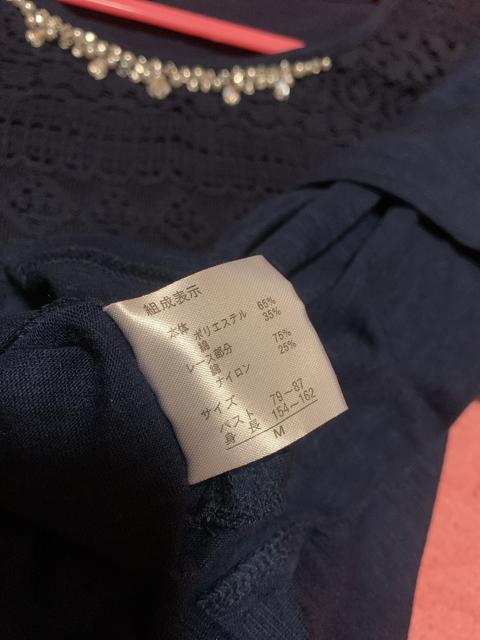 組成表示
本体
ポリエステル 65%
綿 35%
レース部分
綿 75%
ナイロン 25%
サイズ
バスト 79−87
身長 154−162
M